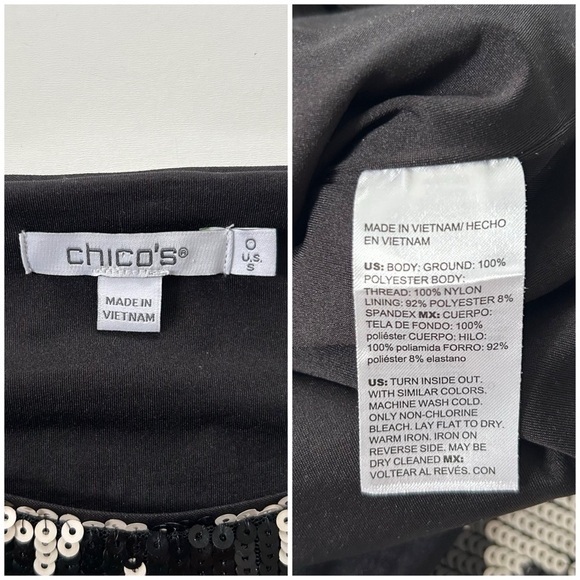 chico's®
0
U.S.
S
MADE IN
VIETNAM
MADE IN VIETNAM/ HECHO
EN VIETNAM
US: BODY: GROUND: 100%
POLYESTER BODY:
THREAD: 100% NYLON
LINING: 92% POLYESTER 8%
SPANDEX MX: CUERPO:
TELA DE FONDO: 100%
poliéster CUERPO: HILO:
100% poliamida FORRO: 92%
poliéster 8% elastano
US: TURN INSIDE OUT.
WITH SIMILAR COLORS.
MACHINE WASH COLD.
ONLY NON-CHLORINE
BLEACH. LAY FLAT TO DRY.
WARM IRON. IRON ON
REVERSE SIDE. MAY BE
DRY CLEANED MX:
VOLTEAR AL REVÉS. CON